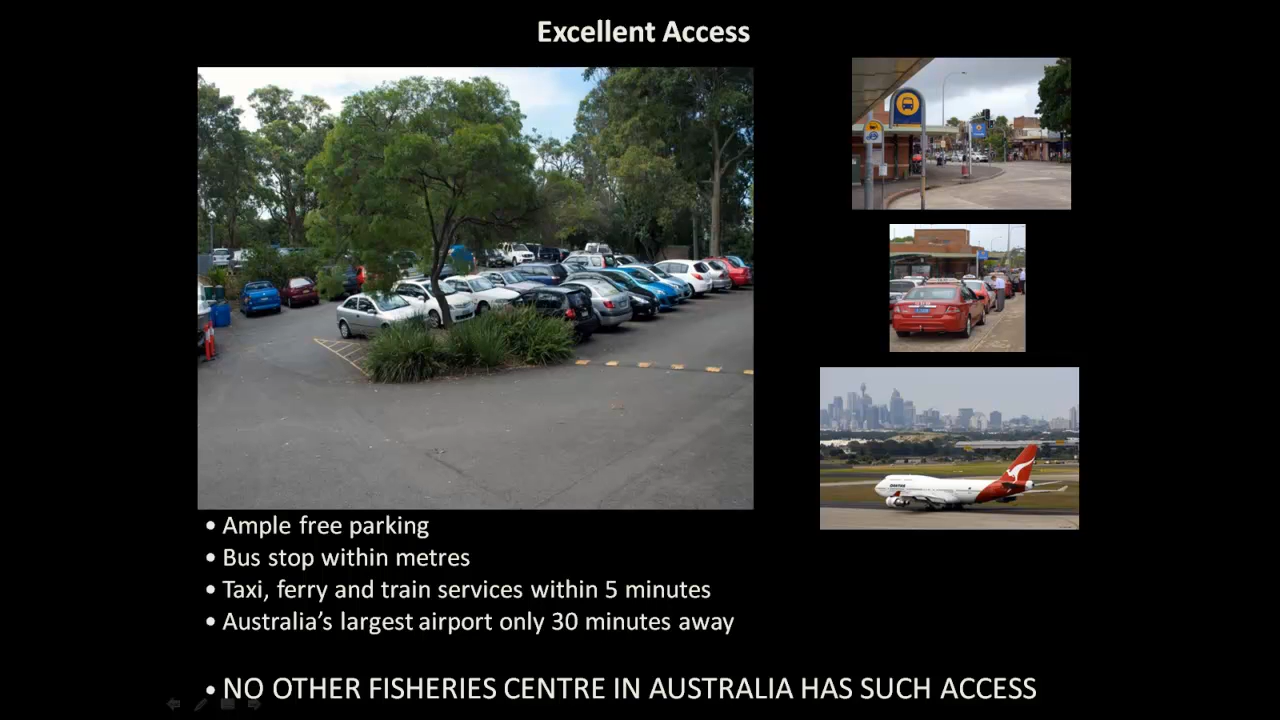 Excellent Access
• Ample free parking
• Bus stop within metres
• Taxi, ferry and train services within 5 minutes
• Australia's largest airport only 30 minutes away
• NO OTHER FISHERIES CENTRE IN AUSTRALIA HAS SUCH ACCESS